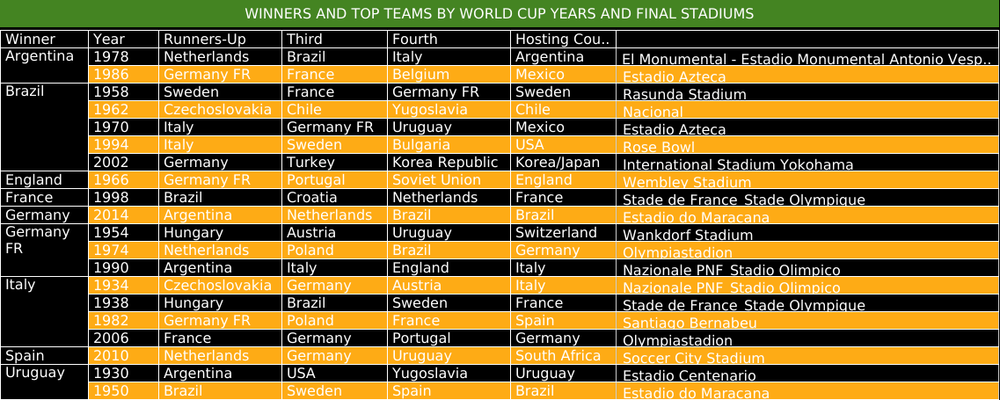 WINNERS AND TOP TEAMS BY WORLD CUP YEARS AND FINAL STADIUMS
Winner Year Runners-Up Third Fourth Hosting Cou..
Argentina 1978 Netherlands Brazil Italy Argentina El Monumental - Estadio Monumental Antonio Vesp..
1986 Germany FR France Belgium Mexico Estadio Azteca
Brazil 1958 Sweden France Germany FR Sweden Rasunda Stadium
1962 Czechoslovakia Chile Yugoslavia Chile Nacional
1970 Italy Germany FR Uruguay Mexico Estadio Azteca
1994 Italy Sweden Bulgaria USA Rose Bowl
2002 Germany Turkey Korea Republic Korea/Japan International Stadium Yokohama
England 1966 Germany FR Portugal Soviet Union England Wembley Stadium
France 1998 Brazil Croatia Netherlands France Stade de France Stade Olympique
Germany 2014 Argentina Netherlands Brazil Brazil Estadio do Maracana
Germany 1954 Hungary Austria Uruguay Switzerland Wankdorf Stadium
FR 1974 Netherlands Poland Brazil Germany Olympiastadion
1990 Argentina Italy England Italy Nazionale PNF Stadio Olimpico
Italy 1934 Czechoslovakia Germany Austria Italy Nazionale PNF Stadio Olimpico
1938 Hungary Brazil Sweden France Stade de France Stade Olympique
1982 Germany FR Poland France Spain Santiago Bernabeu
2006 France Germany Portugal Germany Olympiastadion
Spain 2010 Netherlands Germany Uruguay South Africa Soccer City Stadium
Uruguay 1930 Argentina USA Yugoslavia Uruguay Estadio Centenario
1950 Brazil Sweden Spain Brazil Estadio do Maracana